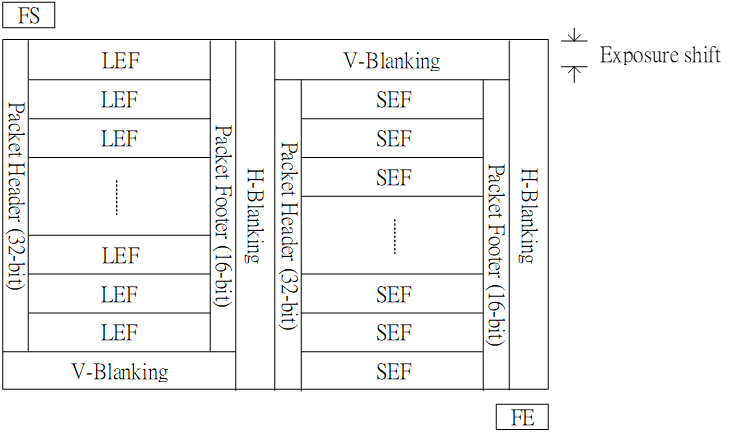 FS
LEF
V-Blanking
Exposure shift
LEF
SEF
LEF
SEF
SEF
Packet Header (32-bit)
Packet Footer (16-bit)
H-Blanking
Packet Header (32-bit)
Packet Footer (16-bit)
H-Blanking
LEF
LEF
SEF
LEF
SEF
V-Blanking
SEF
FE